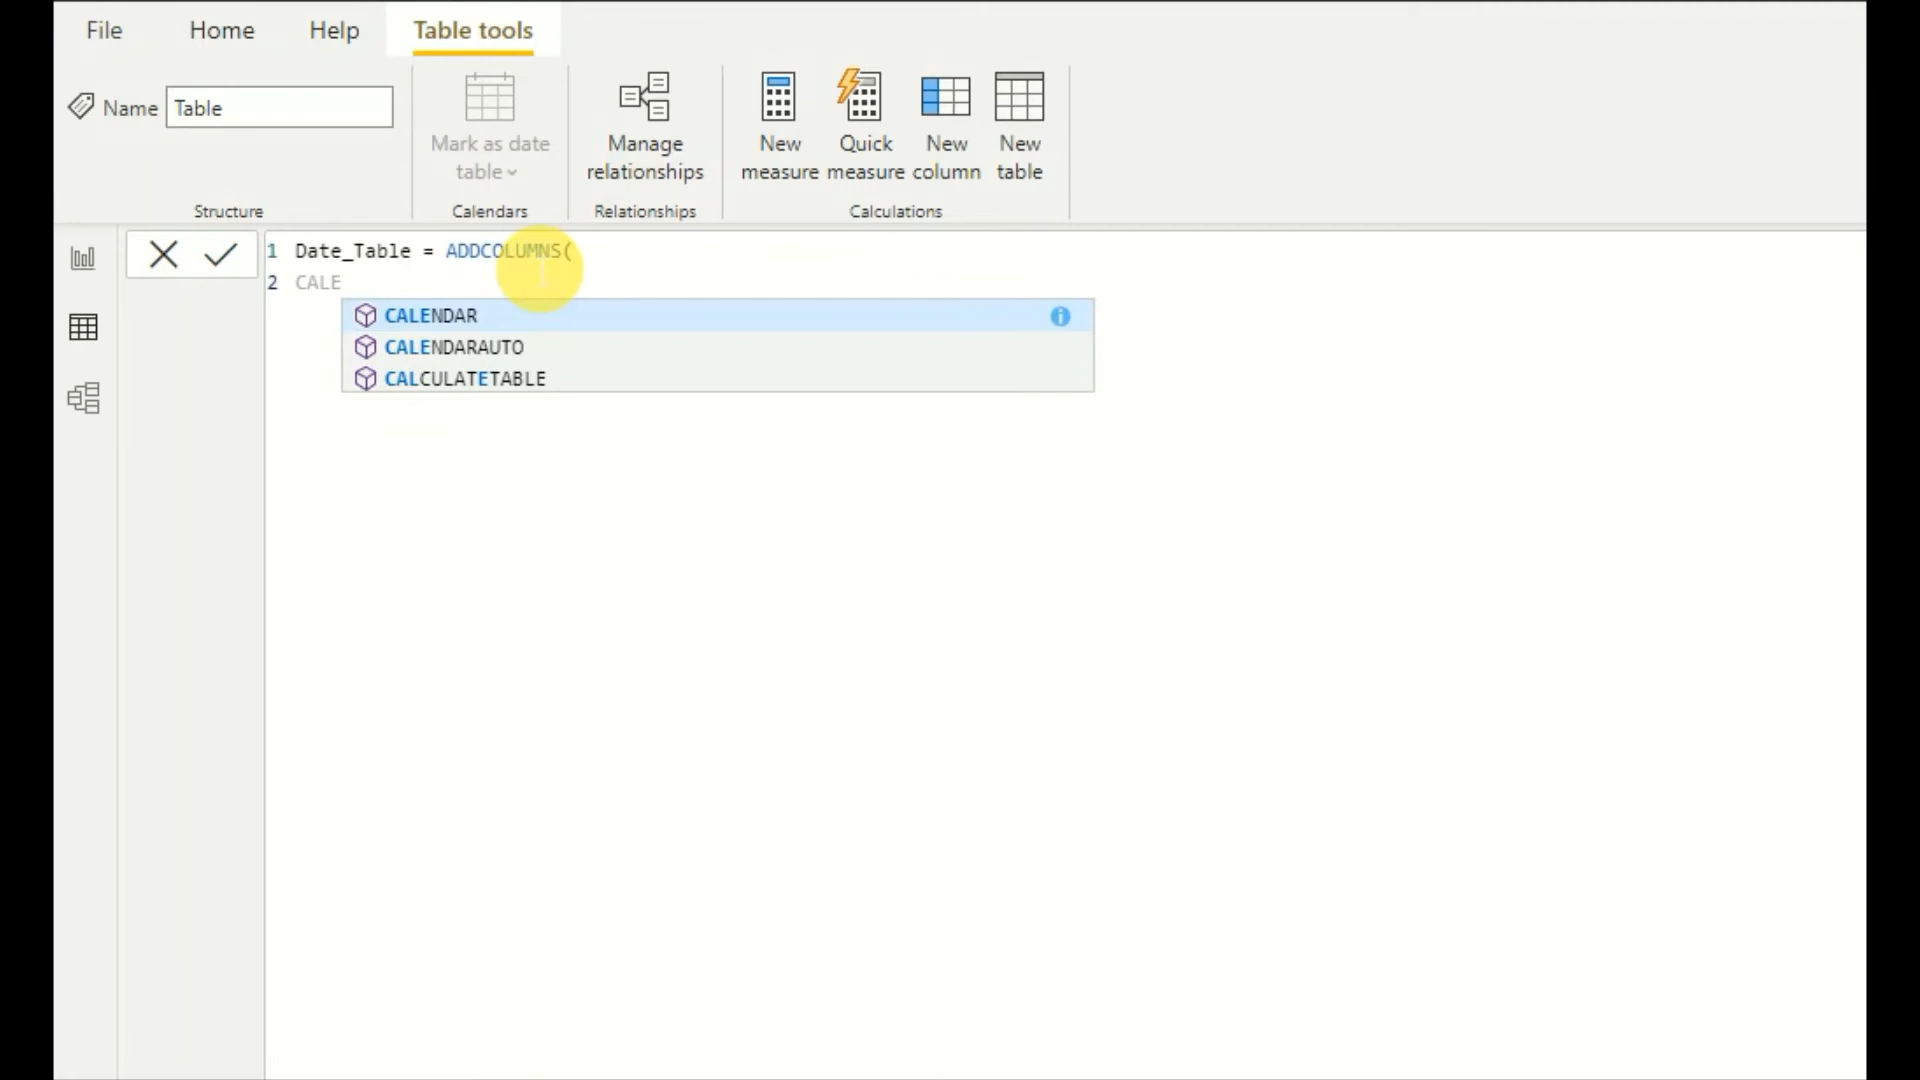 File Home Help Table tools
Name Table
Mark as date table
Manage relationships
New measure
Quick measure
New column
New table
Structure Calendars Relationships Calculations
1 Date_Table = ADDCOLUMNS(
2 CALE
CALENDAR
CALENDARAUTO
CALCULATETABLE